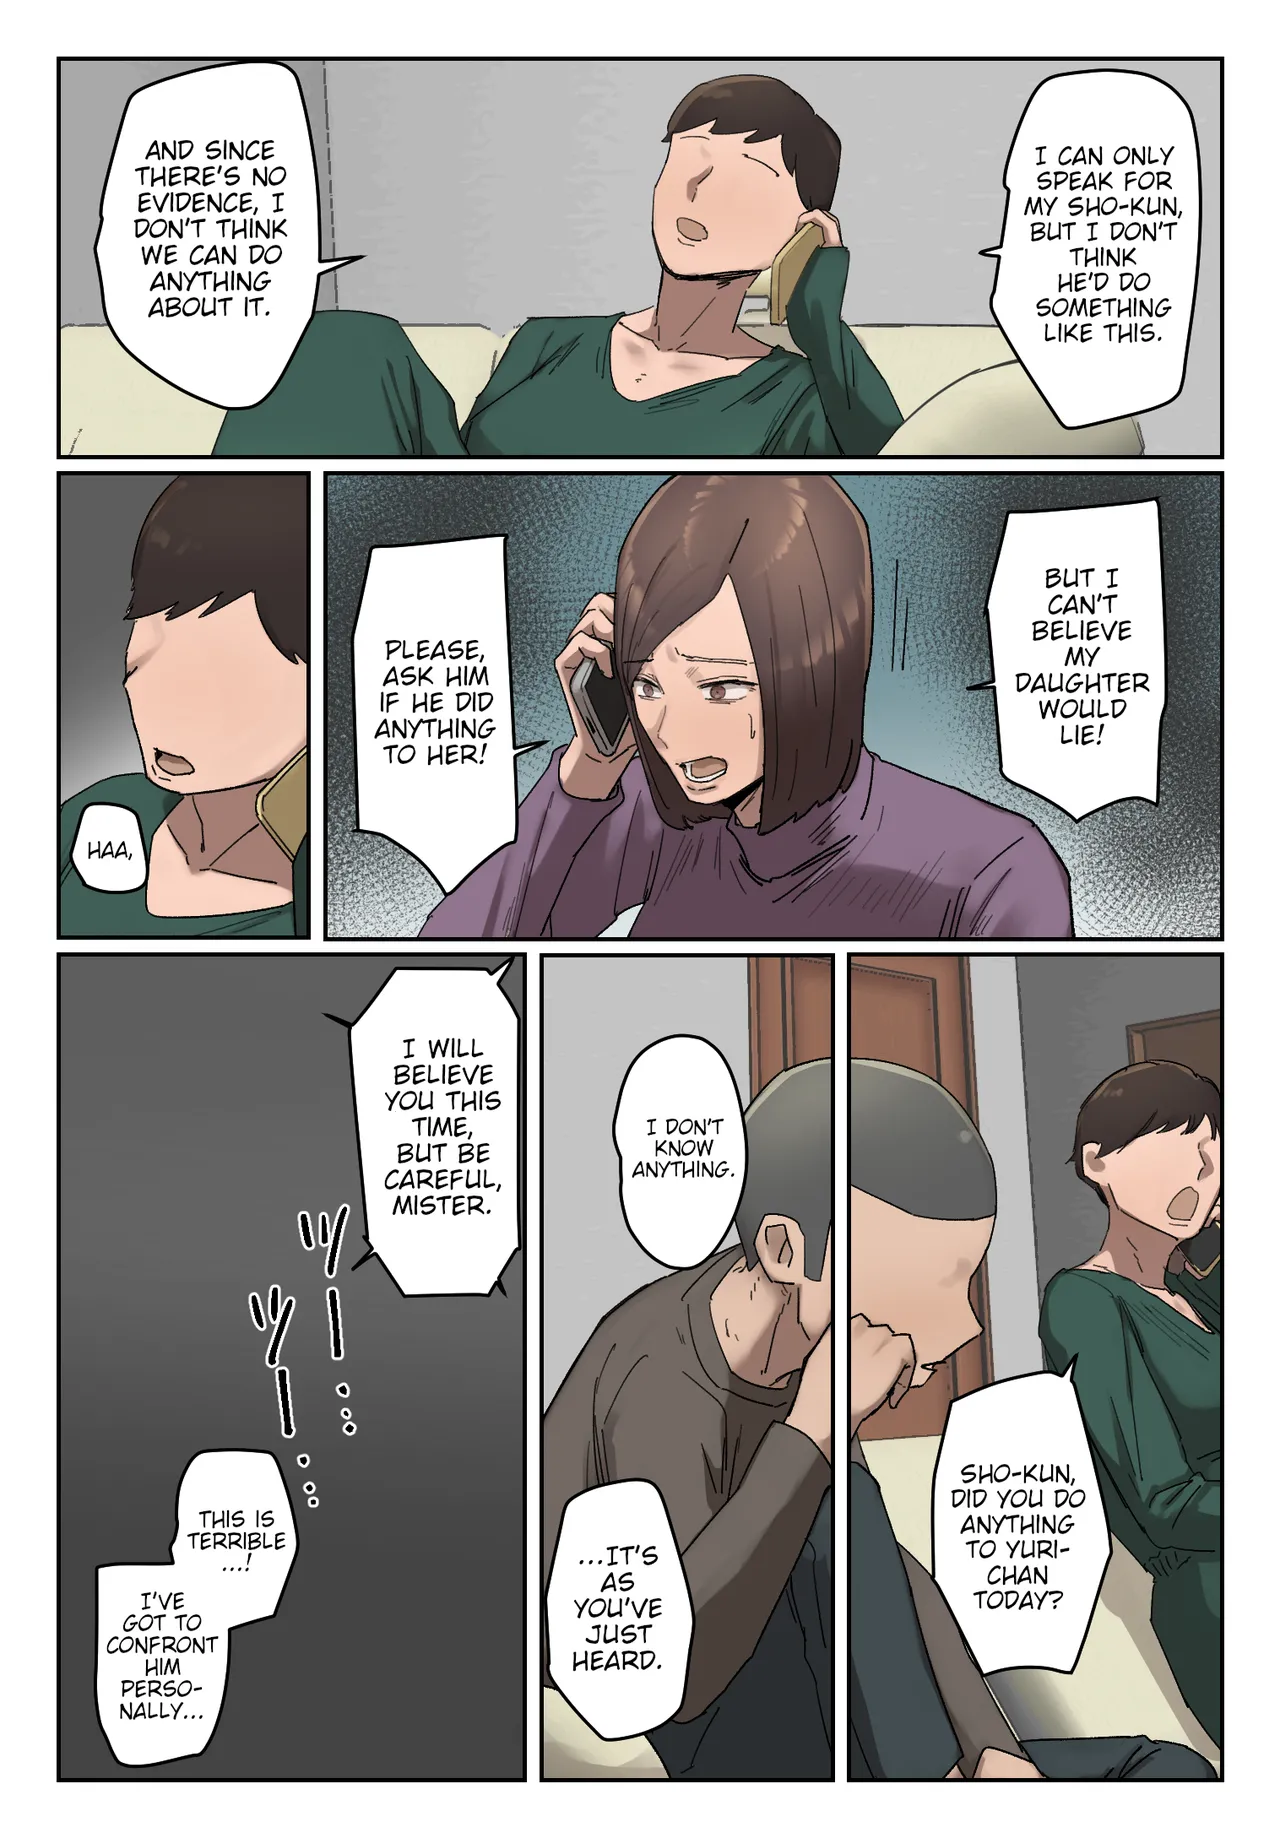 I CAN ONLY
SPEAK FOR
MY SHO-KUN,
BUT I DON'T
THINK
HE'D DO
SOMETHING
LIKE THIS.
AND SINCE
THERE'S NO
EVIDENCE, I
DON'T THINK
WE CAN DO
ANYTHING
ABOUT IT.
BUT I
CAN'T
BELIEVE
MY
DAUGHTER
WOULD
LIE!
PLEASE,
ASK HIM
IF HE DID
ANYTHING
TO HER!
HAA,
SHO-KUN,
DID YOU DO
ANYTHING
TO YURI-
CHAN
TODAY?
I DON'T
KNOW
ANYTHING.
...IT'S
AS
YOU'VE
JUST
HEARD.
I WILL
BELIEVE
YOU THIS
TIME,
BUT BE
CAREFUL,
MISTER.
ツー…
ツー…
THIS IS
TERRIBLE
...!
I'VE
GOT TO
CONFRONT
HIM
PERSO-
NALLY...